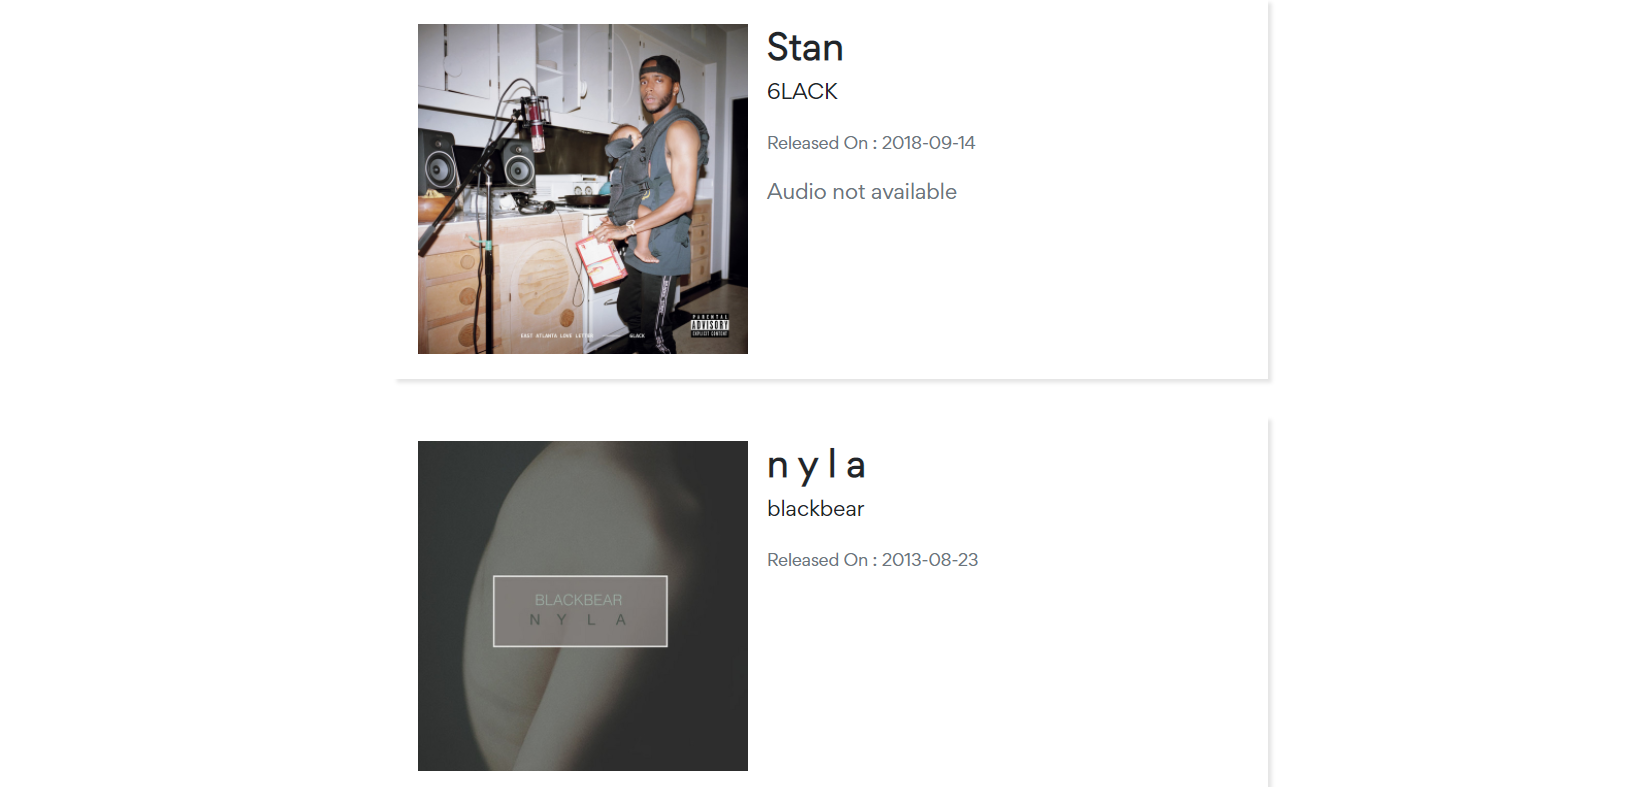 Stan
6LACK
Released On : 2018-09-14
Audio not available
EAST ATLANTA LOVE LETTER 6LACK
PARENTAL
ADVISORY
EXPLICIT CONTENT
n y l a
blackbear
Released On : 2013-08-23
BLACKBEAR
N Y L A